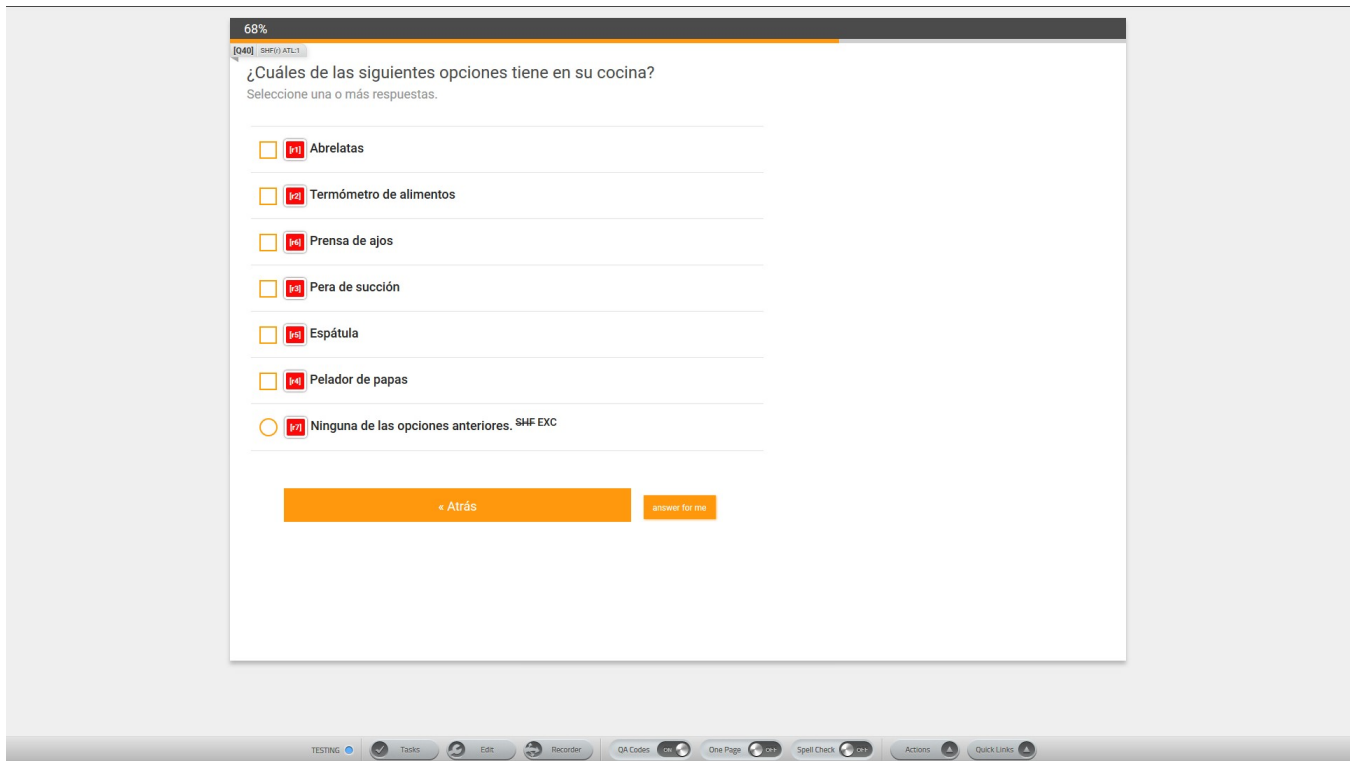 68%
[Q40] SHF(r) ATL:1
¿Cuáles de las siguientes opciones tiene en su cocina?
Seleccione una o más respuestas.
[r1] Abrelatas
[r2] Termómetro de alimentos
[r6] Prensa de ajos
[r3] Pera de succión
[r5] Espátula
[r4] Pelador de papas
[r7] Ninguna de las opciones anteriores. SHF EXC
« Atrás
answer for me
TESTING Tasks Edit Recorder QA Codes ON One Page OFF Spell Check OFF Actions Quick Links